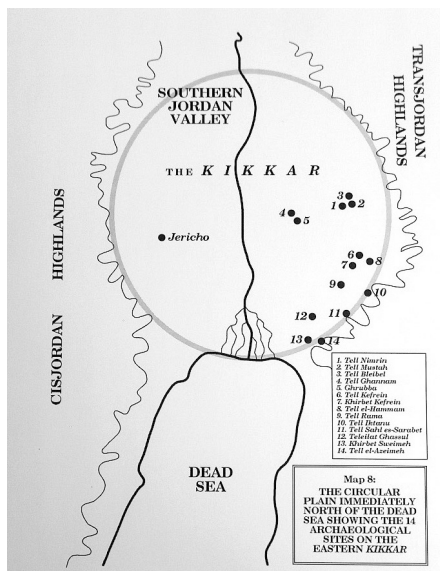 TRANSJORDAN
HIGHLANDS
SOUTHERN
JORDAN
VALLEY
THE KIKKAR
3
1
2
4
5
Jericho
HIGHLANDS
CISJORDAN
6
7
8
9
10
11
12
13
14
1. Tell Nimrin
2. Tell Mustah
3. Tell Bleibel
4. Tell Ghannam
5. Ghrubba
6. Tell Kefrein
7. Khirbet Kefrein
8. Tell el-Hammam
9. Tell Rama
10. Tell Iktanu
11. Tell Sahl es-Sarabet
12. Teleilat Ghassul
13. Khirbet Sweimeh
14. Tell el-Azeimeh
DEAD
SEA
Map 8:
THE CIRCULAR
PLAIN IMMEDIATELY
NORTH OF THE DEAD
SEA SHOWING THE 14
ARCHAEOLOGICAL
SITES ON THE
EASTERN KIKKAR